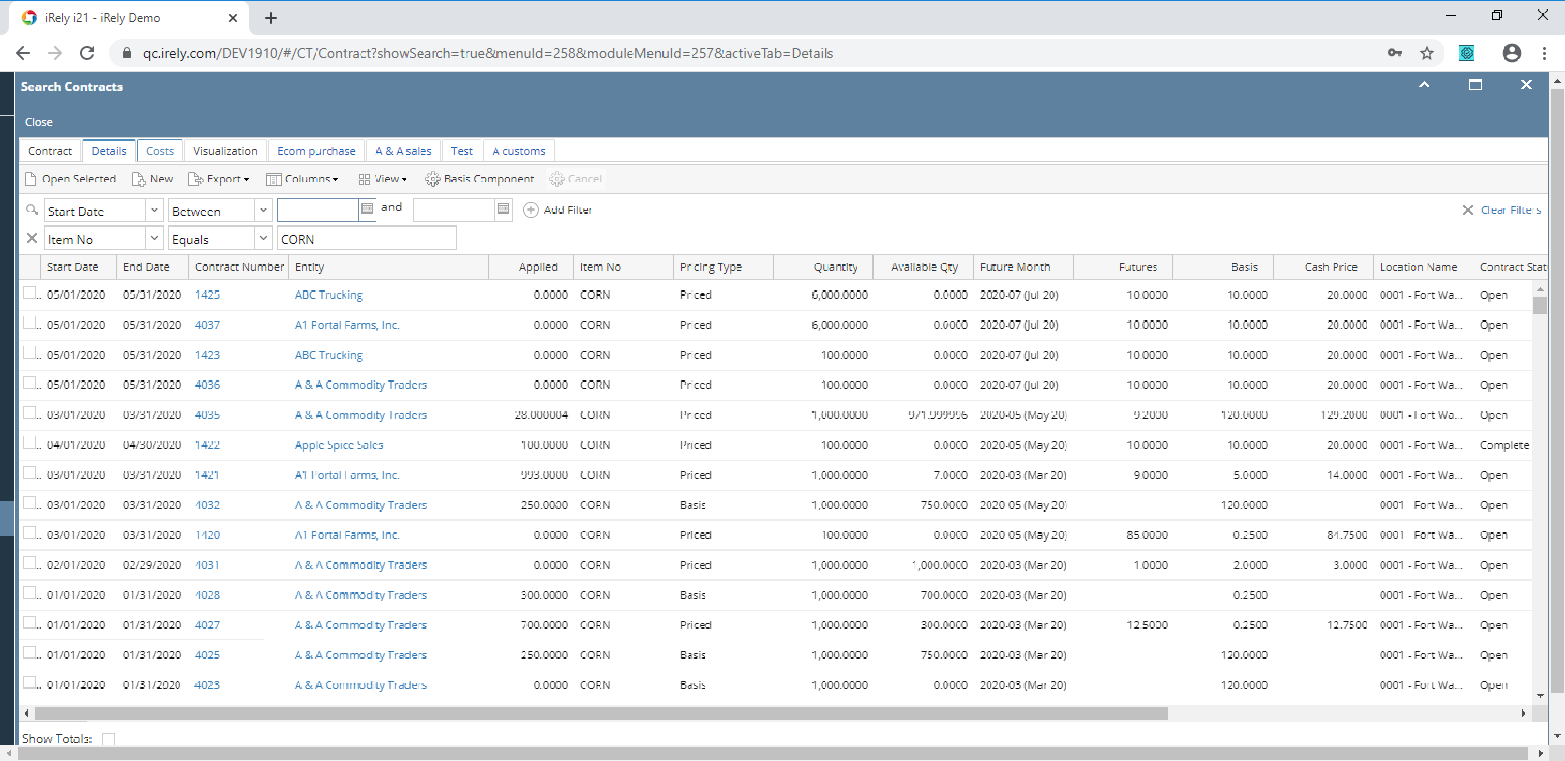 iRely i21 - iRely Demo
qc.irely.com/DEV1910/#/CT/Contract?showSearch=true&menuId=258&moduleMenuId=257&activeTab=Details
Search Contracts
Close
Contract Details Costs Visualization Ecom purchase A & A sales Test A customs
Open Selected New Export Columns View Basis Component Cancel
Start Date Between and Add Filter Clear Filters
Item No Equals CORN
Start Date End Date Contract Number Entity Applied Item No Pricing Type Quantity Available Qty Future Month Futures Basis Cash Price Location Name Contract Stat
05/01/2020 05/31/2020 1425 ABC Trucking 0.0000 CORN Priced 6,000.0000 0.0000 2020-07 (Jul 20) 10.0000 10.0000 20.0000 0001 - Fort Wa... Open
05/01/2020 05/31/2020 4037 A1 Portal Farms, Inc. 0.0000 CORN Priced 6,000.0000 0.0000 2020-07 (Jul 20) 10.0000 10.0000 20.0000 0001 - Fort Wa... Open
05/01/2020 05/31/2020 1423 ABC Trucking 0.0000 CORN Priced 100.0000 0.0000 2020-07 (Jul 20) 10.0000 10.0000 20.0000 0001 - Fort Wa... Open
05/01/2020 05/31/2020 4036 A & A Commodity Traders 0.0000 CORN Priced 100.0000 0.0000 2020-07 (Jul 20) 10.0000 10.0000 20.0000 0001 - Fort Wa... Open
03/01/2020 03/31/2020 4035 A & A Commodity Traders 28.000004 CORN Priced 1,000.0000 971.999996 2020-05 (May 20) 9.2000 120.0000 129.2000 0001 - Fort Wa... Open
04/01/2020 04/30/2020 1422 Apple Spice Sales 100.0000 CORN Priced 100.0000 0.0000 2020-05 (May 20) 10.0000 10.0000 20.0000 0001 - Fort Wa... Complete
03/01/2020 03/31/2020 1421 A1 Portal Farms, Inc. 993.0000 CORN Priced 1,000.0000 7.0000 2020-03 (Mar 20) 9.0000 5.0000 14.0000 0001 - Fort Wa... Open
03/01/2020 03/31/2020 4032 A & A Commodity Traders 250.0000 CORN Basis 1,000.0000 750.0000 2020-05 (May 20) 120.0000 0001 - Fort Wa... Open
03/01/2020 03/31/2020 1420 A1 Portal Farms, Inc. 0.0000 CORN Priced 100.0000 0.0000 2020-05 (May 20) 85.0000 0.2500 84.7500 0001 - Fort Wa... Open
02/01/2020 02/29/2020 4031 A & A Commodity Traders 0.0000 CORN Priced 1,000.0000 1,000.0000 2020-03 (Mar 20) 1.0000 2.0000 3.0000 0001 - Fort Wa... Open
01/01/2020 01/31/2020 4028 A & A Commodity Traders 300.0000 CORN Basis 1,000.0000 700.0000 2020-03 (Mar 20) 0.2500 0001 - Fort Wa... Open
01/01/2020 01/31/2020 4027 A & A Commodity Traders 700.0000 CORN Priced 1,000.0000 300.0000 2020-03 (Mar 20) 12.5000 0.2500 12.7500 0001 - Fort Wa... Open
01/01/2020 01/31/2020 4025 A & A Commodity Traders 250.0000 CORN Basis 1,000.0000 750.0000 2020-03 (Mar 20) 120.0000 0001 - Fort Wa... Open
01/01/2020 01/31/2020 4023 A & A Commodity Traders 0.0000 CORN Basis 1,000.0000 0.0000 2020-03 (Mar 20) 120.0000 0001 - Fort Wa... Open
Show Totals: